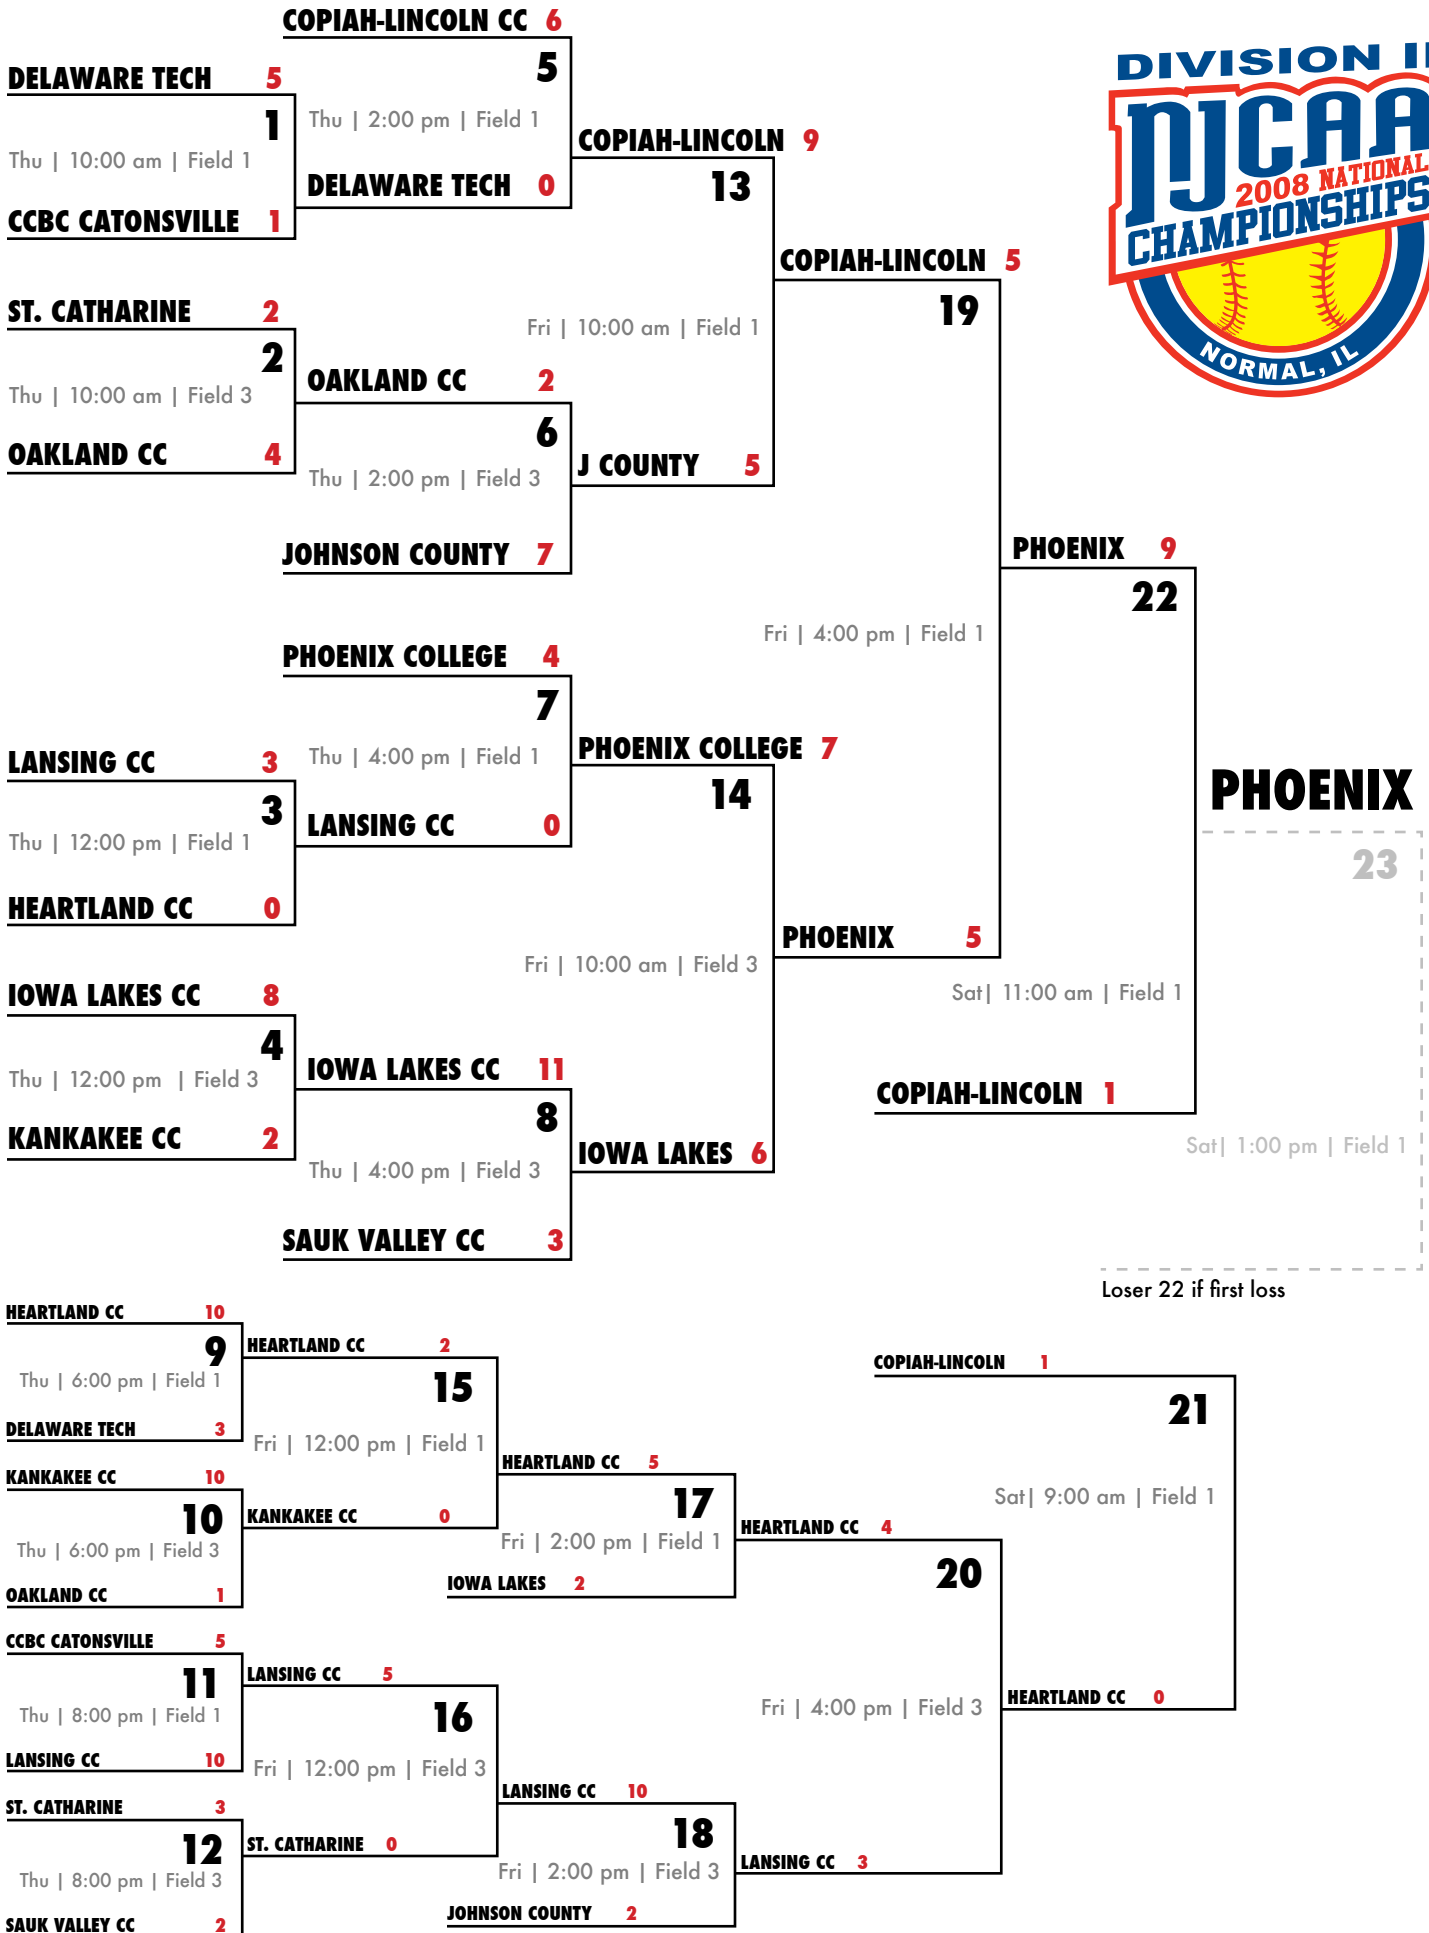 COPIAH-LINCOLN CC 6
5
DELAWARE TECH 5
1
Thu | 2:00 pm | Field 1
Thu | 10:00 am | Field 1
DELAWARE TECH 0
CCBC CATONSVILLE 1
COPIAH-LINCOLN 9
13
ST. CATHARINE 2
2
Thu | 10:00 am | Field 3
OAKLAND CC 4
OAKLAND CC 2
6
Thu | 2:00 pm | Field 3
JOHNSON COUNTY 7
J COUNTY 5
Fri | 10:00 am | Field 1
COPIAH-LINCOLN 5
19
Fri | 4:00 pm | Field 1
DIVISION II
NJCAA
2008 NATIONAL
CHAMPIONSHIPS
NORMAL, IL
PHOENIX 9
22
PHOENIX COLLEGE 4
7
Thu | 4:00 pm | Field 1
LANSING CC 3
3
Thu | 12:00 pm | Field 1
LANSING CC 0
HEARTLAND CC 0
PHOENIX COLLEGE 7
14
Fri | 10:00 am | Field 3
PHOENIX 5
PHOENIX
23
Sat| 11:00 am | Field 1
IOWA LAKES CC 8
4
Thu | 12:00 pm | Field 3
KANKAKEE CC 2
IOWA LAKES CC 11
8
Thu | 4:00 pm | Field 3
IOWA LAKES 6
SAUK VALLEY CC 3
COPIAH-LINCOLN 1
Sat| 1:00 pm | Field 1
Loser 22 if first loss
HEARTLAND CC 10
9
Thu | 6:00 pm | Field 1
DELAWARE TECH 3
HEARTLAND CC 2
15
Fri | 12:00 pm | Field 1
KANKAKEE CC 10
10
Thu | 6:00 pm | Field 3
OAKLAND CC 1
KANKAKEE CC 0
HEARTLAND CC 5
17
Fri | 2:00 pm | Field 1
IOWA LAKES 2
HEARTLAND CC 4
20
COPIAH-LINCOLN 1
21
Sat| 9:00 am | Field 1
CCBC CATONSVILLE 5
11
Thu | 8:00 pm | Field 1
LANSING CC 10
LANSING CC 5
16
Fri | 12:00 pm | Field 3
Fri | 4:00 pm | Field 3
HEARTLAND CC 0
ST. CATHARINE 3
12
Thu | 8:00 pm | Field 3
SAUK VALLEY CC 2
ST. CATHARINE 0
LANSING CC 10
18
Fri | 2:00 pm | Field 3
LANSING CC 3
JOHNSON COUNTY 2